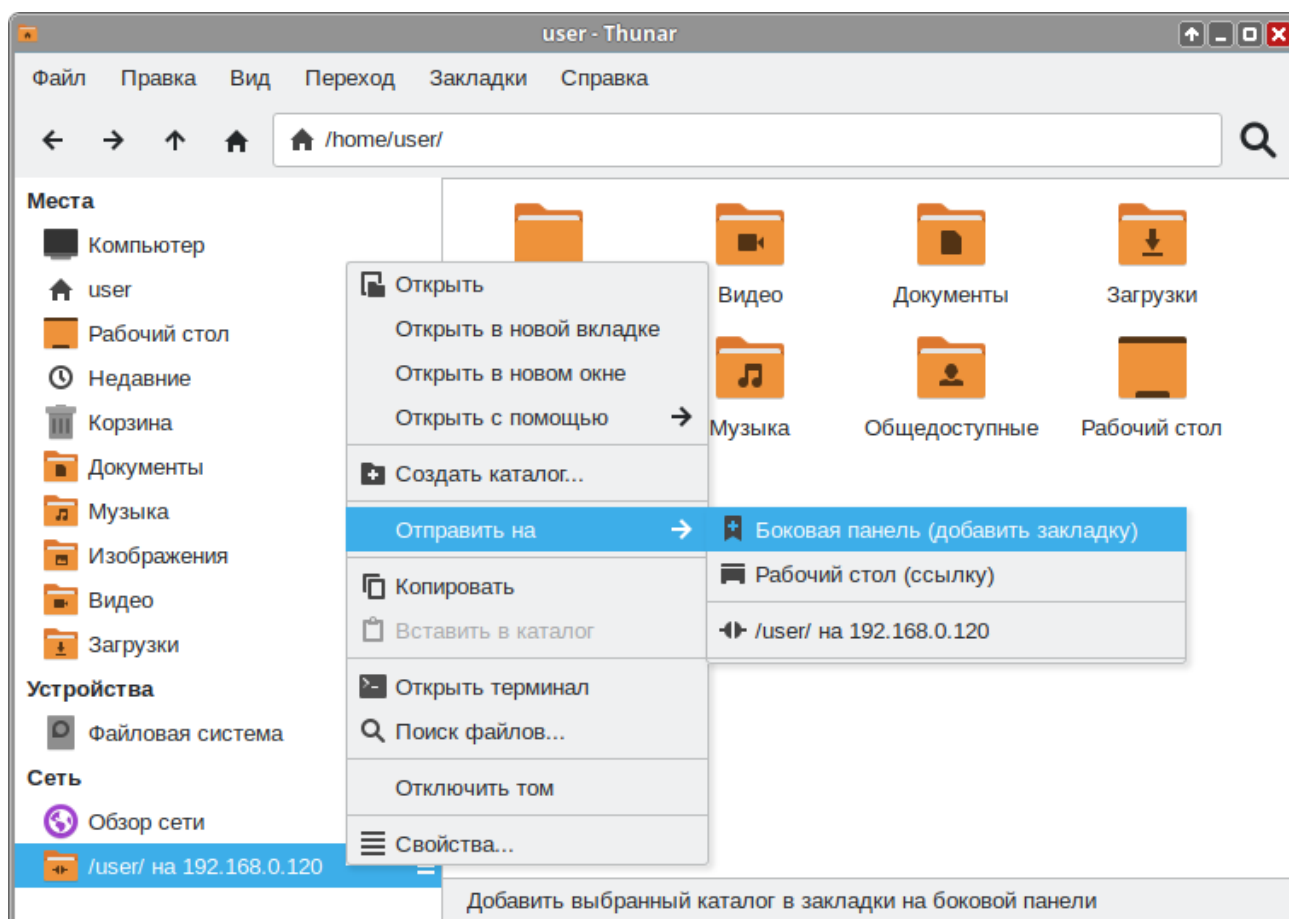 user - Thunar
Файл Правка Вид Переход Закладки Справка
/home/user/
Места
Компьютер
user
Рабочий стол
Недавние
Корзина
Документы
Музыка
Изображения
Видео
Загрузки
Устройства
Файловая система
Сеть
Обзор сети
/user/ на 192.168.0.120
Видео Документы Загрузки
Музыка Общедоступные Рабочий стол
Открыть
Открыть в новой вкладке
Открыть в новом окне
Открыть с помощью
Создать каталог...
Отправить на
Копировать
Вставить в каталог
Открыть терминал
Поиск файлов...
Отключить том
Свойства...
Боковая панель (добавить закладку)
Рабочий стол (ссылку)
/user/ на 192.168.0.120
Добавить выбранный каталог в закладки на боковой панели